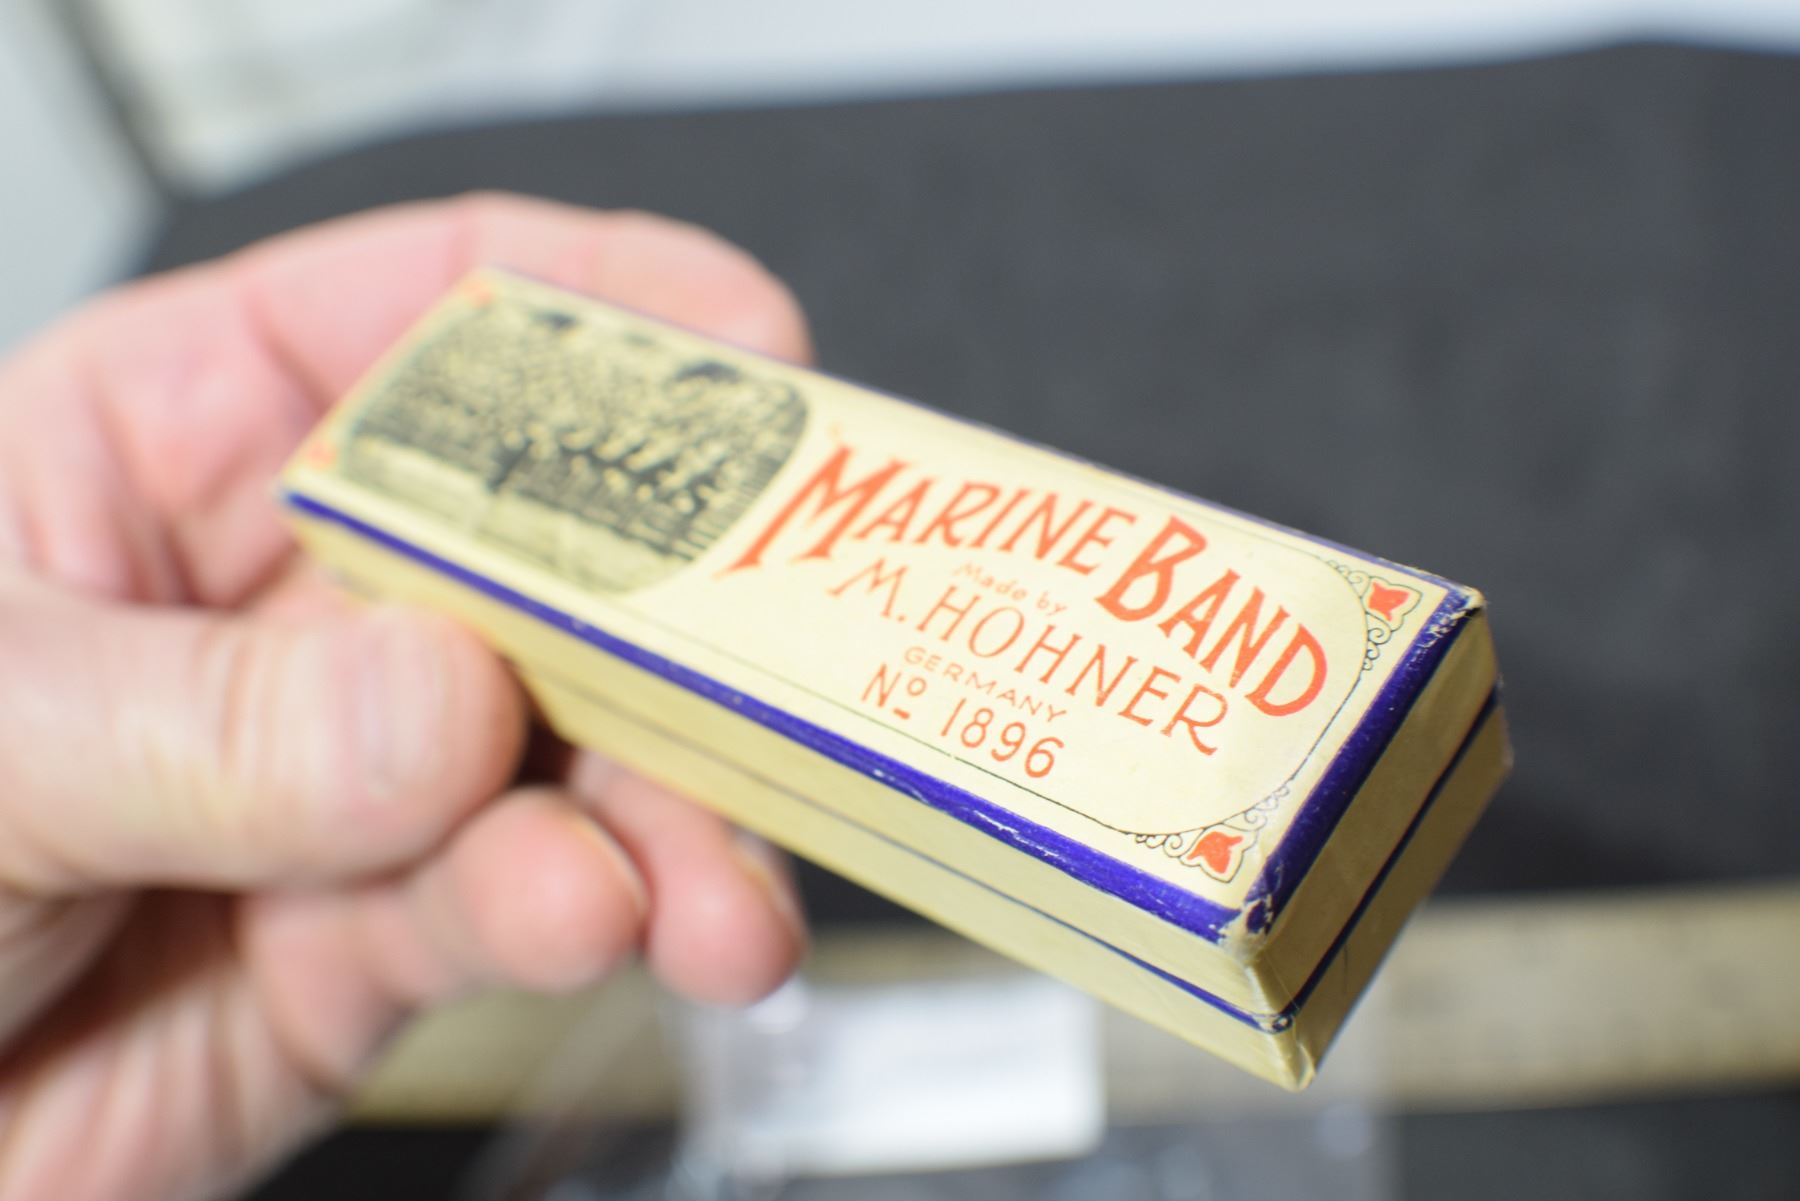 MARINE BAND
Made by
M. HOHNER
GERMANY
Nº 1896